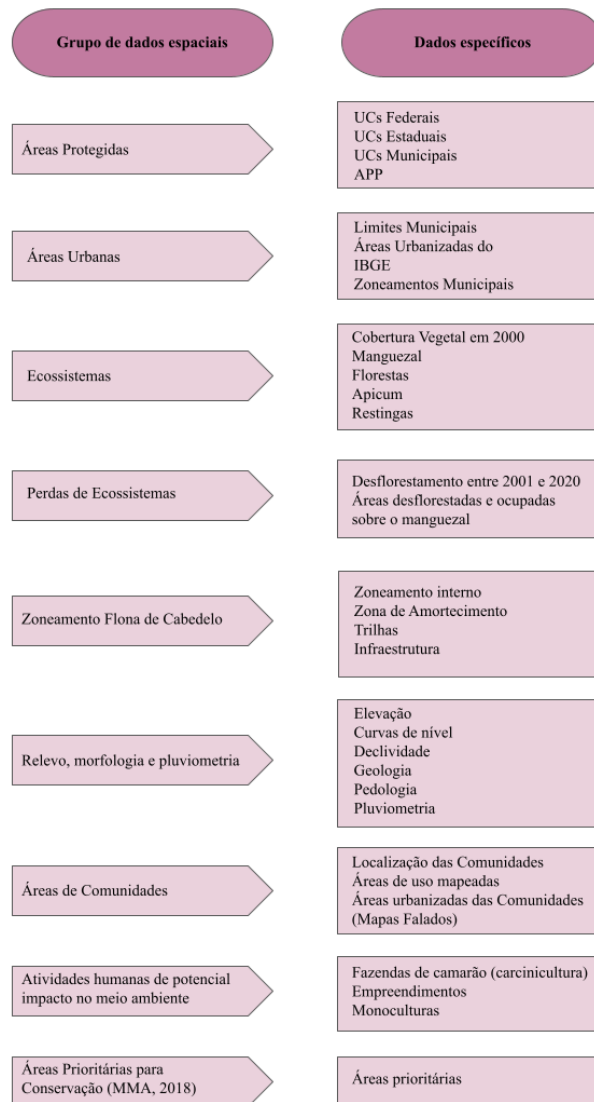 Grupo de dados espaciais
Dados específicos
Áreas Protegidas
UCs Federais
UCs Estaduais
UCs Municipais
APP
Áreas Urbanas
Limites Municipais
Áreas Urbanizadas do
IBGE
Zoneamentos Municipais
Ecossistemas
Cobertura Vegetal em 2000
Manguezal
Florestas
Apicum
Restingas
Perdas de Ecossistemas
Desflorestamento entre 2001 e 2020
Áreas desflorestadas e ocupadas
sobre o manguezal
Zoneamento Flona de Cabedelo
Zoneamento interno
Zona de Amortecimento
Trilhas
Infraestrutura
Relevo, morfologia e pluviometria
Elevação
Curvas de nível
Declividade
Geologia
Pedologia
Pluviometria
Áreas de Comunidades
Localização das Comunidades
Áreas de uso mapeadas
Áreas urbanizadas das Comunidades
(Mapas Falados)
Atividades humanas de potencial
impacto no meio ambiente
Fazendas de camarão (carcinicultura)
Empreendimentos
Monoculturas
Áreas Prioritárias para
Conservação (MMA, 2018)
Áreas prioritárias